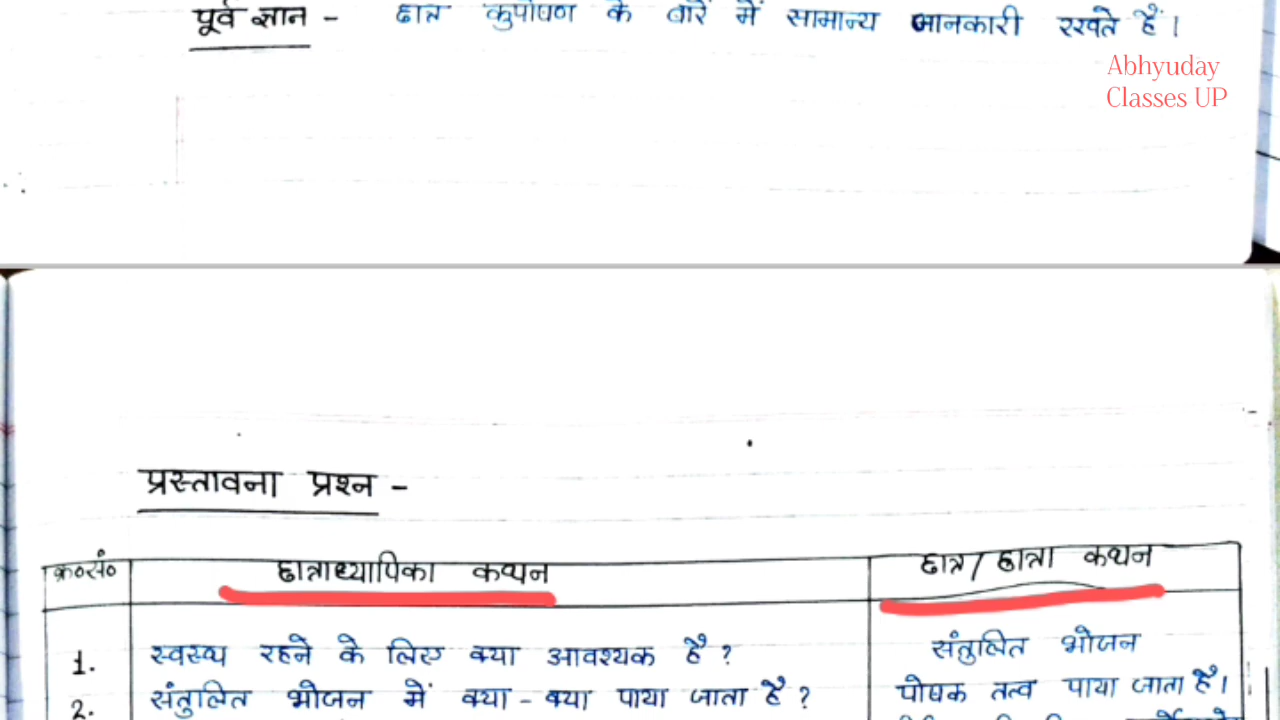 पूर्व ज्ञान - छात्र कुपोषण के बारे में सामान्य जानकारी रखते हैं।
Abhyuday
Classes UP
प्रस्तावना प्रश्न -
क्र०सं० छात्राध्यापिका कथन छात्र/छात्रा कथन
1. स्वस्थ रहने के लिए क्या आवश्यक है? संतुलित भोजन
2. संतुलित भोजन में क्या-क्या पाया जाता है? पोषक तत्व पाया जाता है।